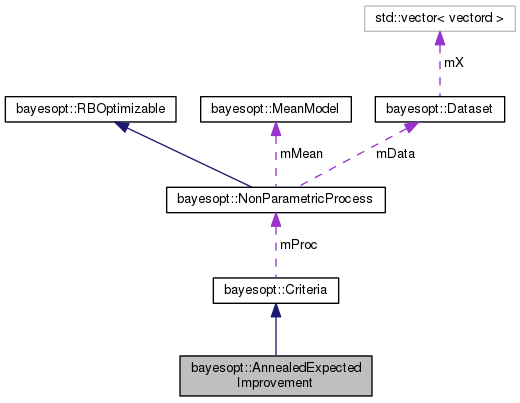 std::vector< vectord >
mX
bayesopt::RBOptimizable
bayesopt::MeanModel
bayesopt::Dataset
mMean
mData
bayesopt::NonParametricProcess
mProc
bayesopt::Criteria
bayesopt::AnnealedExpected
Improvement